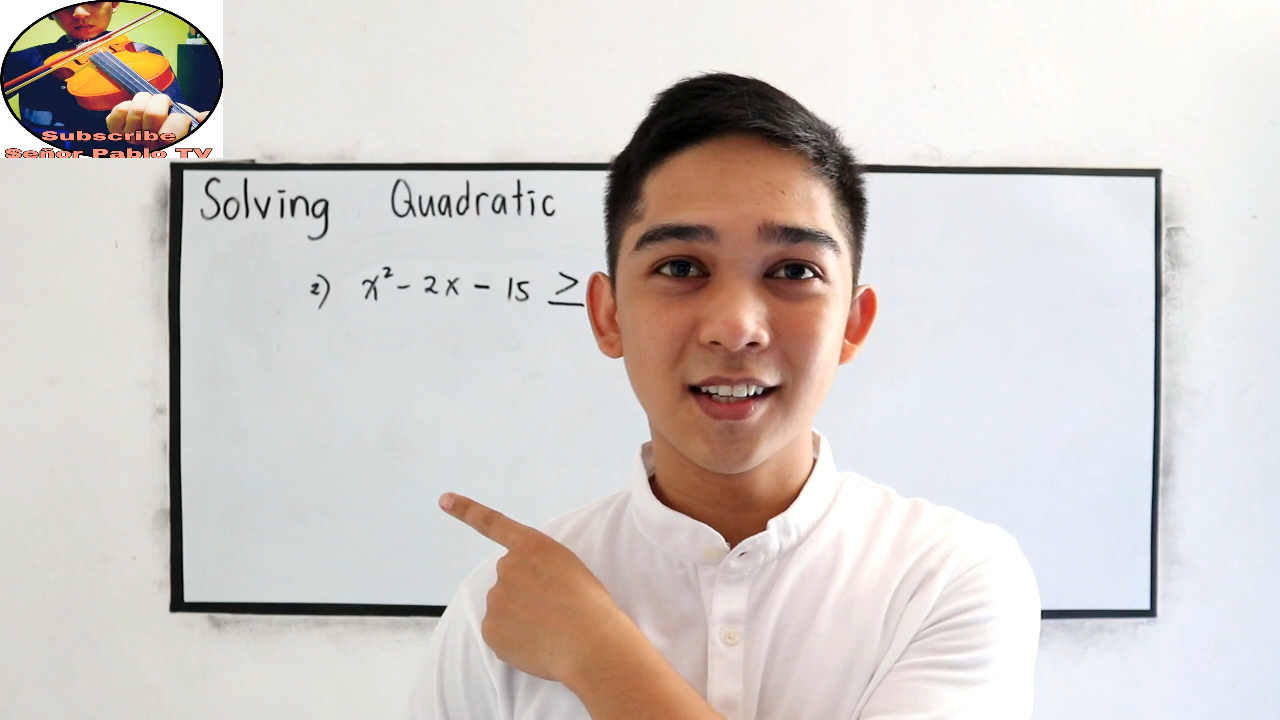 Subscribe
Señor Pablo TV
Solving Quadratic
2) x² - 2x - 15 ≥